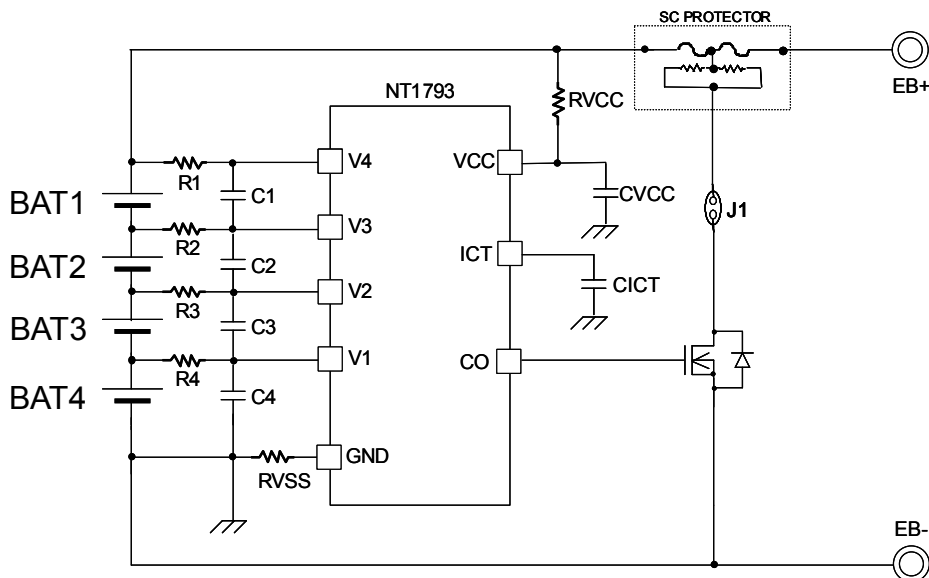 SC PROTECTOR
EB+
NT1793
RVCC
R1
V4
VCC
BAT1
C1
CVCC
J1
R2
V3
BAT2
C2
ICT
CICT
R3
V2
BAT3
C3
R4
V1
CO
BAT4
C4
GND
RVSS
EB-